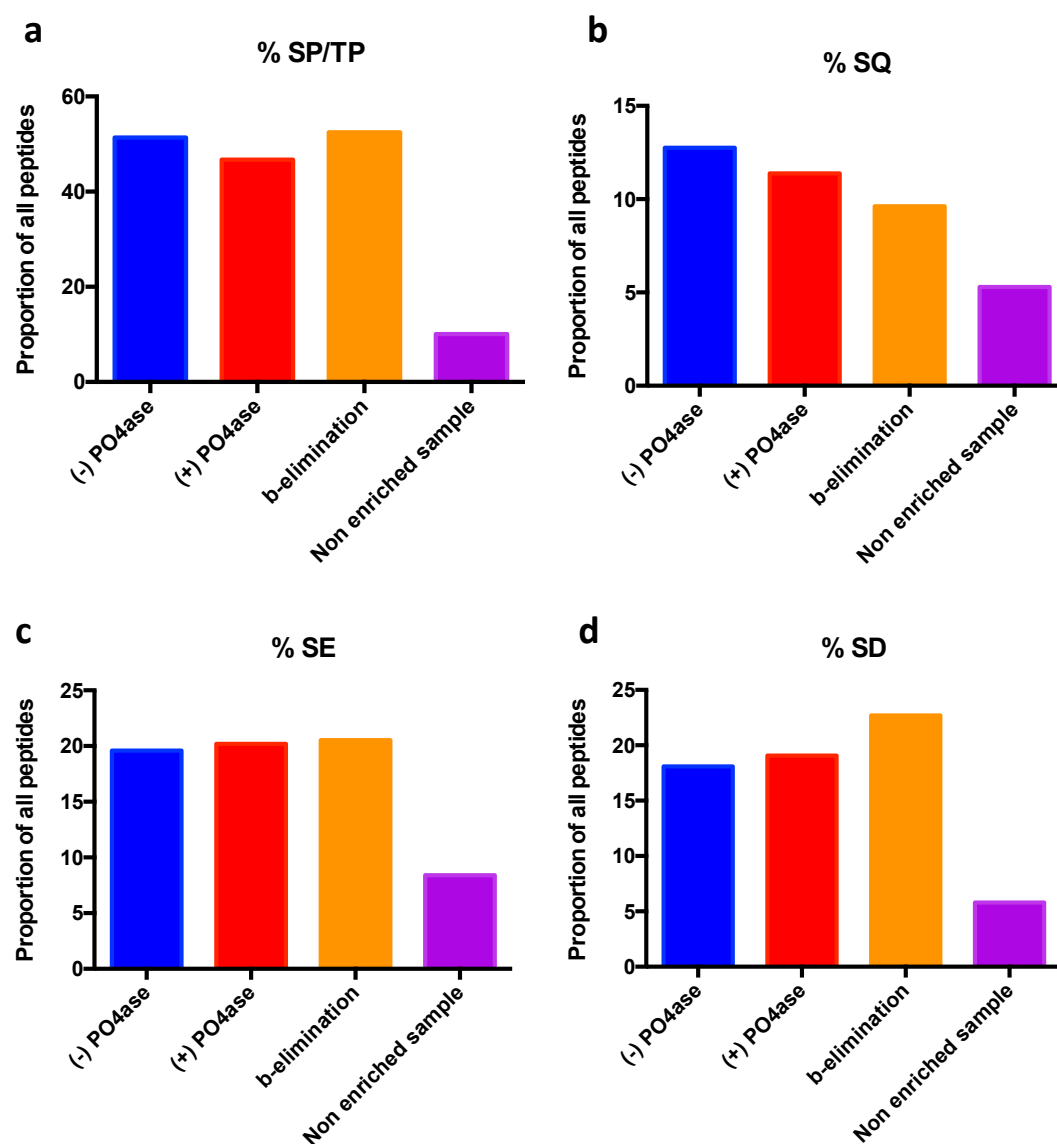 a
% SP/TP
Proportion of all peptides
60
40
20
0
(-) PO4ase
(+) PO4ase
b-elimination
Non enriched sample
b
% SQ
Proportion of all peptides
15
10
5
0
(-) PO4ase
(+) PO4ase
b-elimination
Non enriched sample
c
% SE
Proportion of all peptides
25
20
15
10
5
0
(-) PO4ase
(+) PO4ase
b-elimination
Non enriched sample
d
% SD
Proportion of all peptides
25
20
15
10
5
0
(-) PO4ase
(+) PO4ase
b-elimination
Non enriched sample